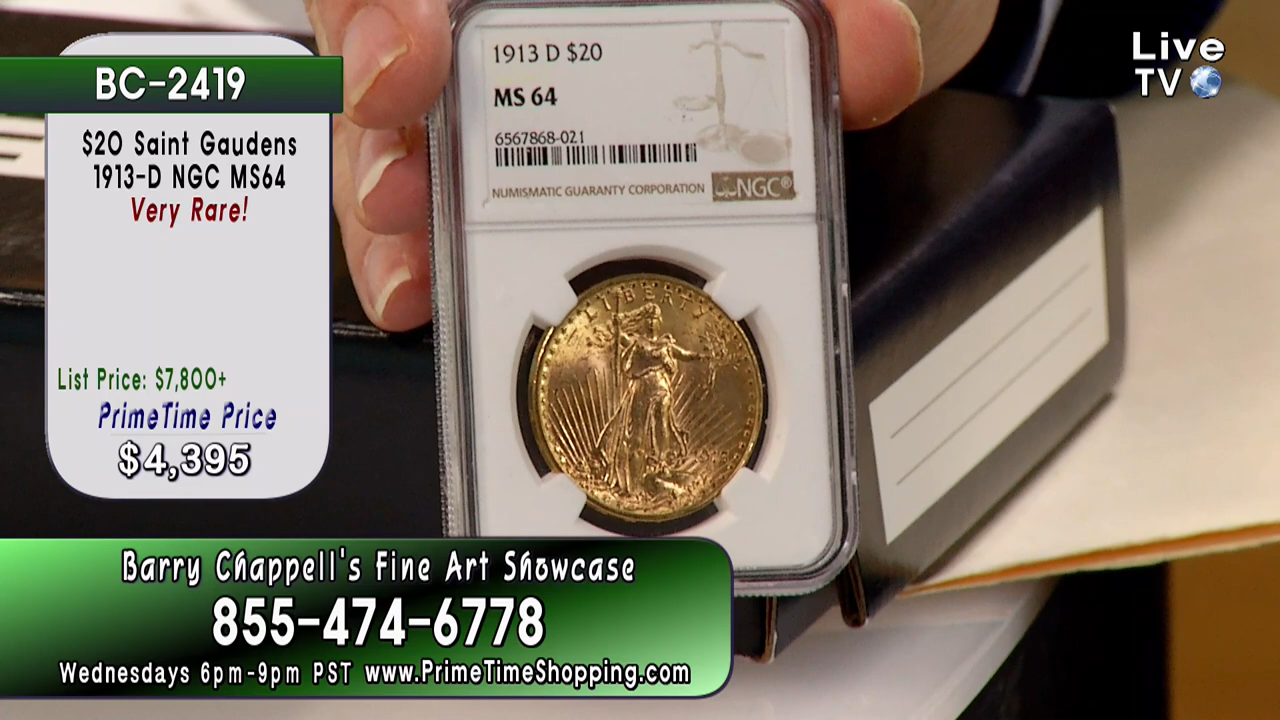 BC-2419
$20 Saint Gaudens
1913-D NGC MS64
Very Rare!
List Price: $7,800+
PrimeTime Price
$4,395
1913 D $20
MS 64
6567868-021
NUMISMATIC GUARANTY CORPORATION
NGC®
LIBERTY
Live
TV
Barry Chappell's Fine Art Showcase
855-474-6778
Wednesdays 6pm-9pm PST www.PrimeTimeShopping.com